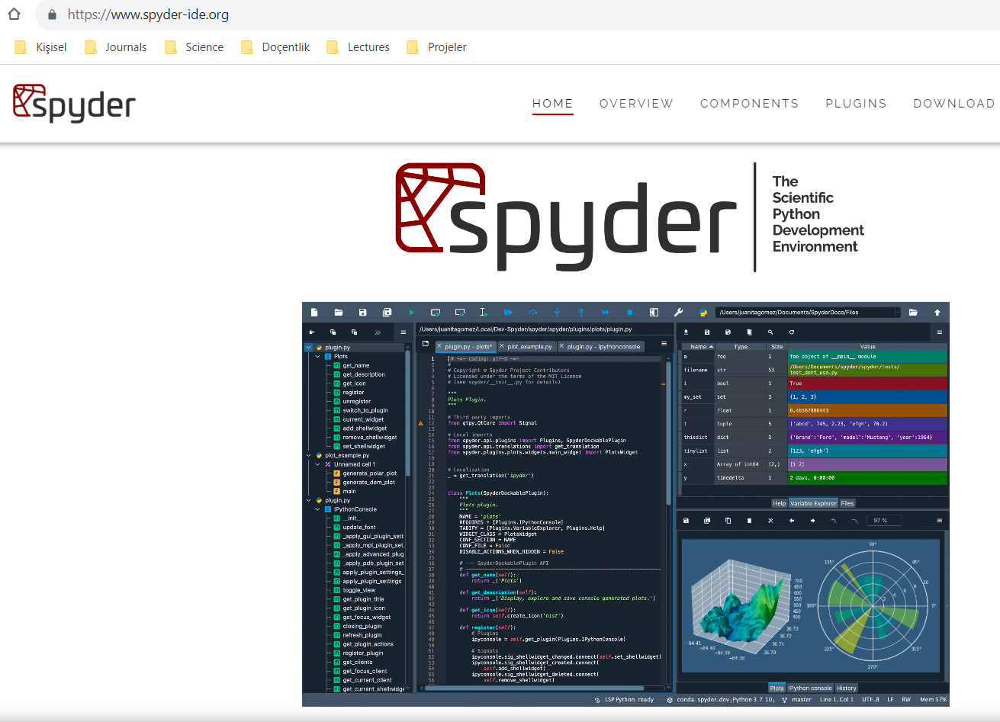 https://www.spyder-ide.org
Kişisel Journals Science Doçentlik Lectures Projeler
spyder
HOME OVERVIEW COMPONENTS PLUGINS DOWNLOAD
spyder
The
Scientific
Python
Development
Environment
/Users/juanitagomez/Documents/SpyderDocs/Files
/Users/juanitagomez/Local/Dev-Spyder/spyder/spyder/plugins/plots/plugin.py
plugin.py - plots* plot_example.py plugin.py - ipythonconsole
plugin.py
Plots
get_name
get_description
get_icon
register
unregister
switch_to_plugin
current_widget
add_shellwidget
remove_shellwidget
set_shellwidget
plot_example.py
Unnamed cell 1
generate_polar_plot
generate_dem_plot
main
plugin.py
IPythonConsole
__init__
update_font
_apply_gui_plugin_sett
_apply_mpl_plugin_set.
_apply_advanced_plug
_apply_pdb_plugin_set
apply_plugin_settings_
apply_plugin_settings
toggle_view
get_plugin_title
get_plugin_icon
get_focus_widget
closing_plugin
refresh_plugin
get_plugin_actions
register_plugin
get_clients
get_focus_client
get_current_client
get_current_shellwidge
1 # -*- coding: utf-8 -*-
2 #
3 # Copyright © Spyder Project Contributors
4 # Licensed under the terms of the MIT License
5 # (see spyder/__init__.py for details)
6
7 """
8 Plots Plugin.
9 """
10
11 # Third party imports
12 from qtpy.QtCore import Signal
13
14 # Local imports
15 from spyder.api.plugins import Plugins, SpyderDockablePlugin
16 from spyder.api.translations import get_translation
17 from spyder.plugins.plots.widgets.main_widget import PlotsWidget
18
19
20 # Localization
21 _ = get_translation('spyder')
22
23
24 class Plots(SpyderDockablePlugin):
25 """
26 Plots plugin.
27 """
28 NAME = 'plots'
29 REQUIRES = [Plugins.IPythonConsole]
30 TABIFY = [Plugins.VariableExplorer, Plugins.Help]
31 WIDGET_CLASS = PlotsWidget
32 CONF_SECTION = NAME
33 CONF_FILE = False
34 DISABLE_ACTIONS_WHEN_HIDDEN = False
35
36 # --- SpyderDockablePlugin API
37 # ------------------------------------------------------------------
38 def get_name(self):
39 return _('Plots')
40
41 def get_description(self):
42 return _('Display, explore and save console generated plots.')
43
44 def get_icon(self):
45 return self.create_icon('hist')
46
47 def register(self):
48 # Plugins
49 ipyconsole = self.get_plugin(Plugins.IPythonConsole)
50
51 # Signals
52 ipyconsole.sig_shellwidget_changed.connect(self.set_shellwidget)
53 ipyconsole.sig_shellwidget_created.connect(
54 self.add_shellwidget)
55 ipyconsole.sig_shellwidget_deleted.connect(
56 self.remove_shellwidget)
Name Type Size Value
a foo 1 foo object of __main__ module
filename str 53 /Users/Documents/spyder/spyder/tests/
test_dont_use.py
i bool 1 True
my_set set 3 {1, 2, 3}
r float 1 6.46567886443
t tuple 5 ('abcd', 745, 2.23, 'efgh', 70.2)
thisdict dict 3 {'brand':'Ford', 'model':'Mustang', 'year':1964}
tinylist list 2 [123, 'efgh']
x Array of int64 (2,) [1 2]
y timedelta 1 2 days, 0:00:00
Help Variable Explorer Files
97 %
700
650
600
550
500
450
400
36.73
36.72
36.71
36.70
-84.41
-84.40
-84.39
-84.38
90°
135° 45°
180° 2 4 6 8 10 0°
225° 315°
270°
Plots IPython console History
LSP Python: ready conda: spyder_dev (Python 3.7.10) master Line 1, Col 1 UTF-8 LF RW Mem 57%